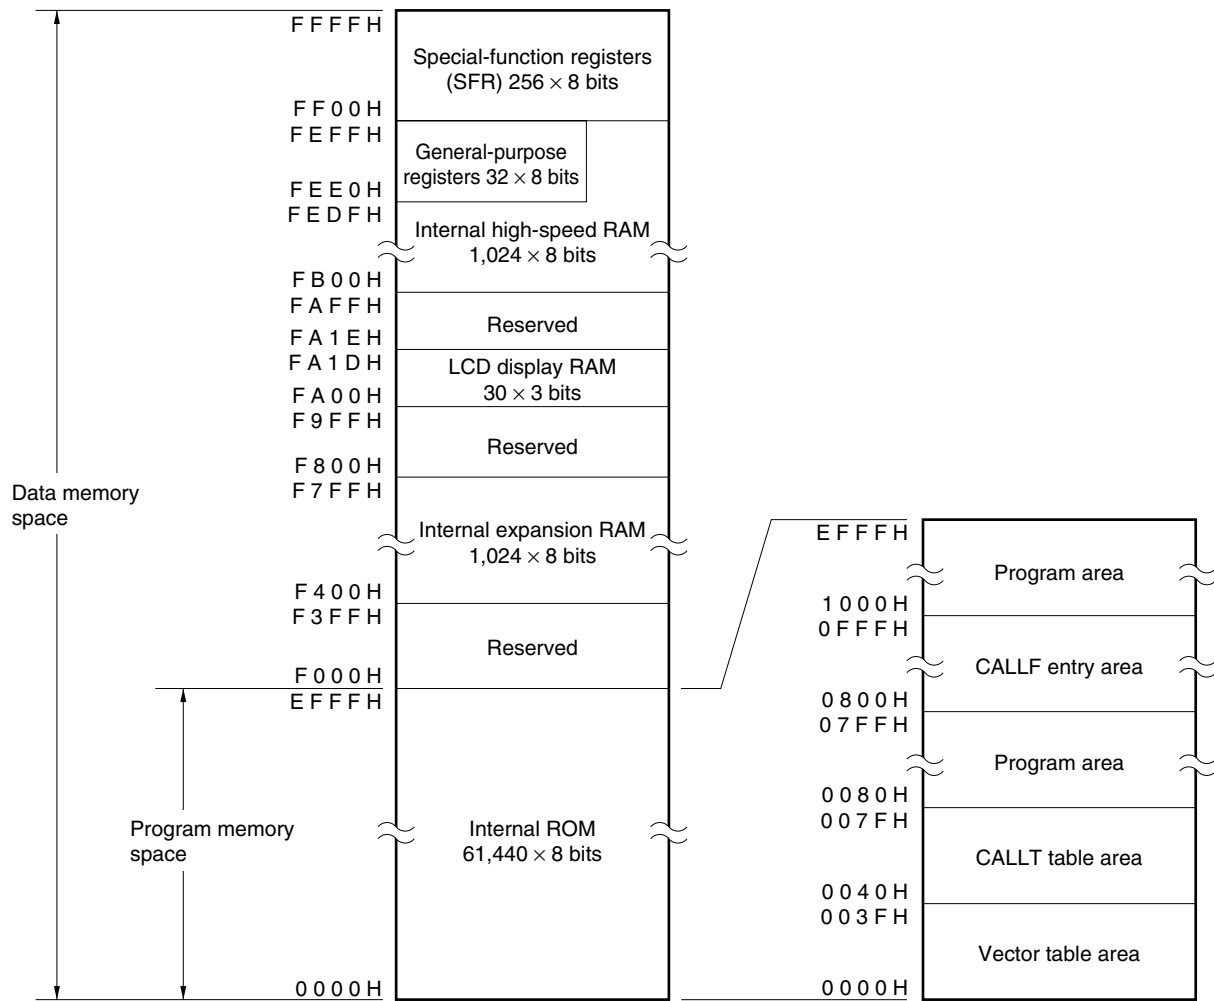 FFFFH
Special-function registers
(SFR) 256 × 8 bits
FF00H
FEFFH
General-purpose
registers 32 × 8 bits
FEE0H
FEDFH
Internal high-speed RAM
1,024 × 8 bits
FB00H
FAFFH
Reserved
FA1EH
FA1DH
LCD display RAM
30 × 3 bits
FA00H
F9FFH
Reserved
F800H
F7FFH
Data memory
space
Internal expansion RAM
1,024 × 8 bits
F400H
F3FFH
Reserved
F000H
EFFFH
Program memory
space
Internal ROM
61,440 × 8 bits
0000H
EFFFH
Program area
1000H
0FFFH
CALLF entry area
0800H
07FFH
Program area
0080H
007FH
CALLT table area
0040H
003FH
Vector table area
0000H